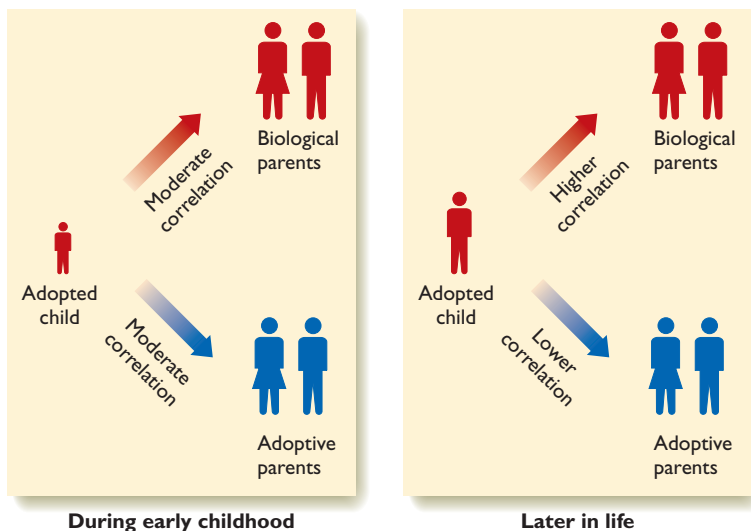 Biological
parents
Moderate
correlation
Adopted
child
Moderate
correlation
Adoptive
parents
During early childhood
Biological
parents
Higher
correlation
Adopted
child
Lower
correlation
Adoptive
parents
Later in life